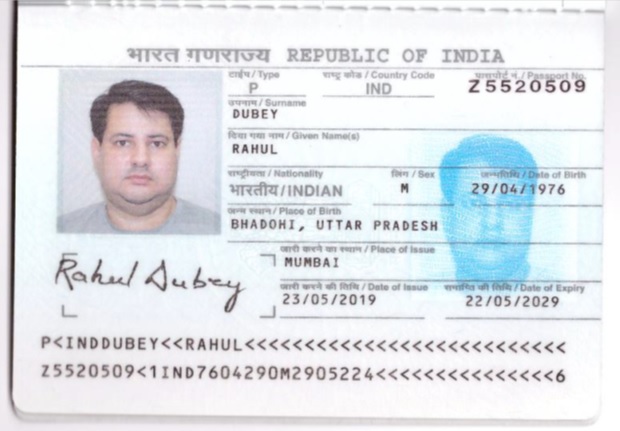 भारत गणराज्य REPUBLIC OF INDIA
टाईप/Type राष्ट्र कोड/Country Code पासपोर्ट नं./Passport No.
P IND Z5520509
उपनाम/Surname
DUBEY
दिया गया नाम/Given Name(s)
RAHUL
राष्ट्रीयता/Nationality लिंग/Sex जन्मतिथि/Date of Birth
भारतीय/INDIAN M 29/04/1976
जन्म स्थान/Place of Birth
BHADOHI, UTTAR PRADESH
जारी करने का स्थान/Place of Issue
MUMBAI
Rahul Dubey
जारी करने की तिथि/Date of Issue समाप्ति की तिथि/Date of Expiry
23/05/2019 22/05/2029
P<INDDUBEY<<RAHUL<<<<<<<<<<<<<<<<<<<<<<<<<<<
Z5520509<1IND7604290M2905224<<<<<<<<<<<<<<<6